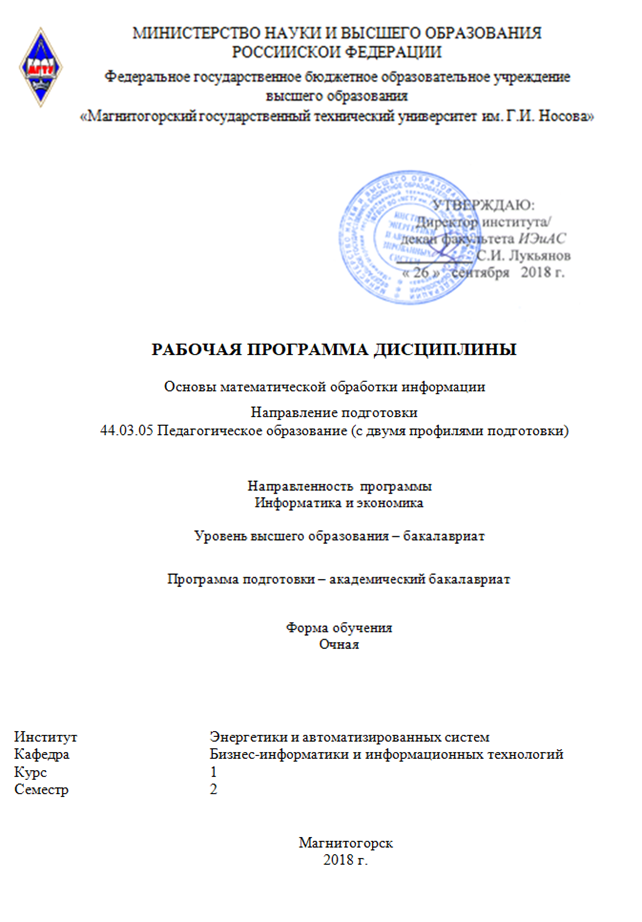 МИНИСТЕРСТВО НАУКИ И ВЫСШЕГО ОБРАЗОВАНИЯ
РОССИЙСКОЙ ФЕДЕРАЦИИ
Федеральное государственное бюджетное образовательное учреждение
высшего образования
«Магнитогорский государственный технический университет им. Г.И. Носова»
МГТУ
УТВЕРЖДАЮ:
Директор института/
декан факультета ИЭиАС
С.И. Лукьянов
« 26 » сентября 2018 г.
РАБОЧАЯ ПРОГРАММА ДИСЦИПЛИНЫ
Основы математической обработки информации
Направление подготовки
44.03.05 Педагогическое образование (с двумя профилями подготовки)
Направленность программы
Информатика и экономика
Уровень высшего образования – бакалавриат
Программа подготовки – академический бакалавриат
Форма обучения
Очная
Институт Энергетики и автоматизированных систем
Кафедра Бизнес-информатики и информационных технологий
Курс 1
Семестр 2
Магнитогорск
2018 г.